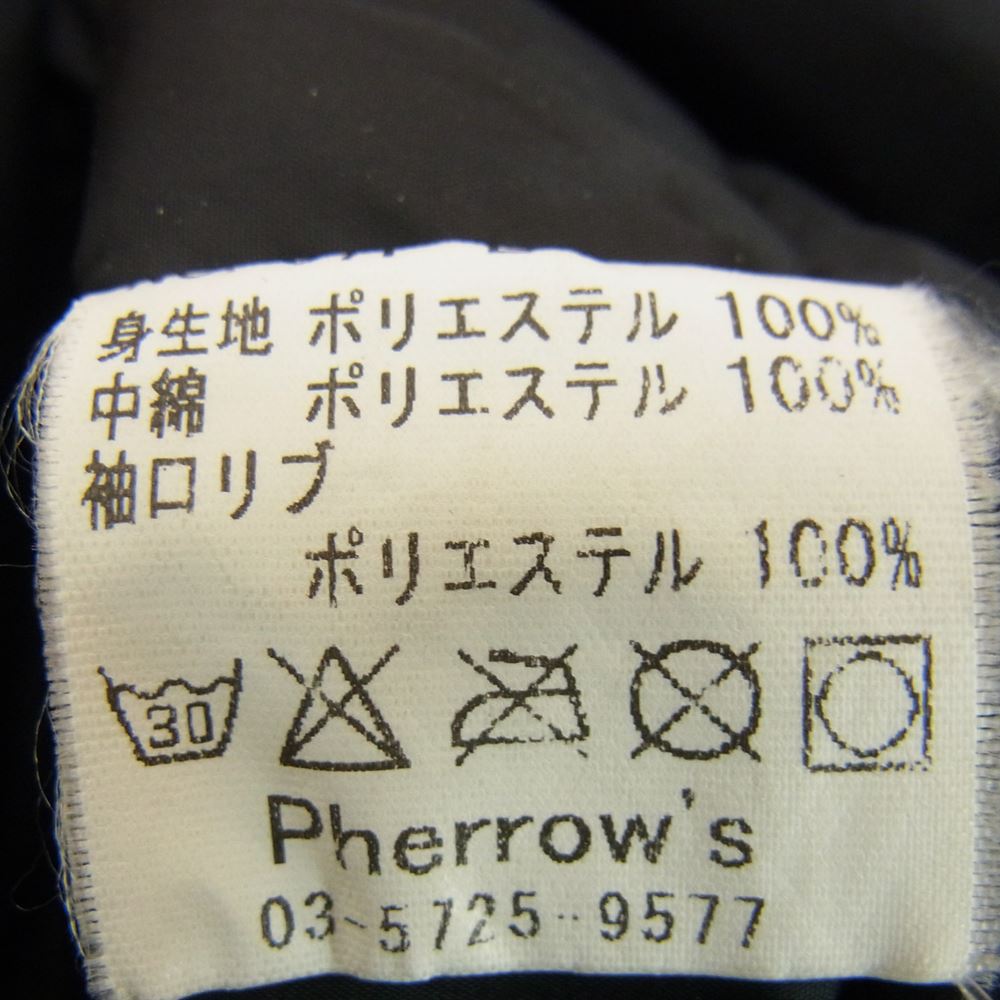 身生地 ポリエステル 100%
中綿 ポリエステル 100%
袖口リブ
ポリエステル 100%
30
Pherrow's
03-5725-9577